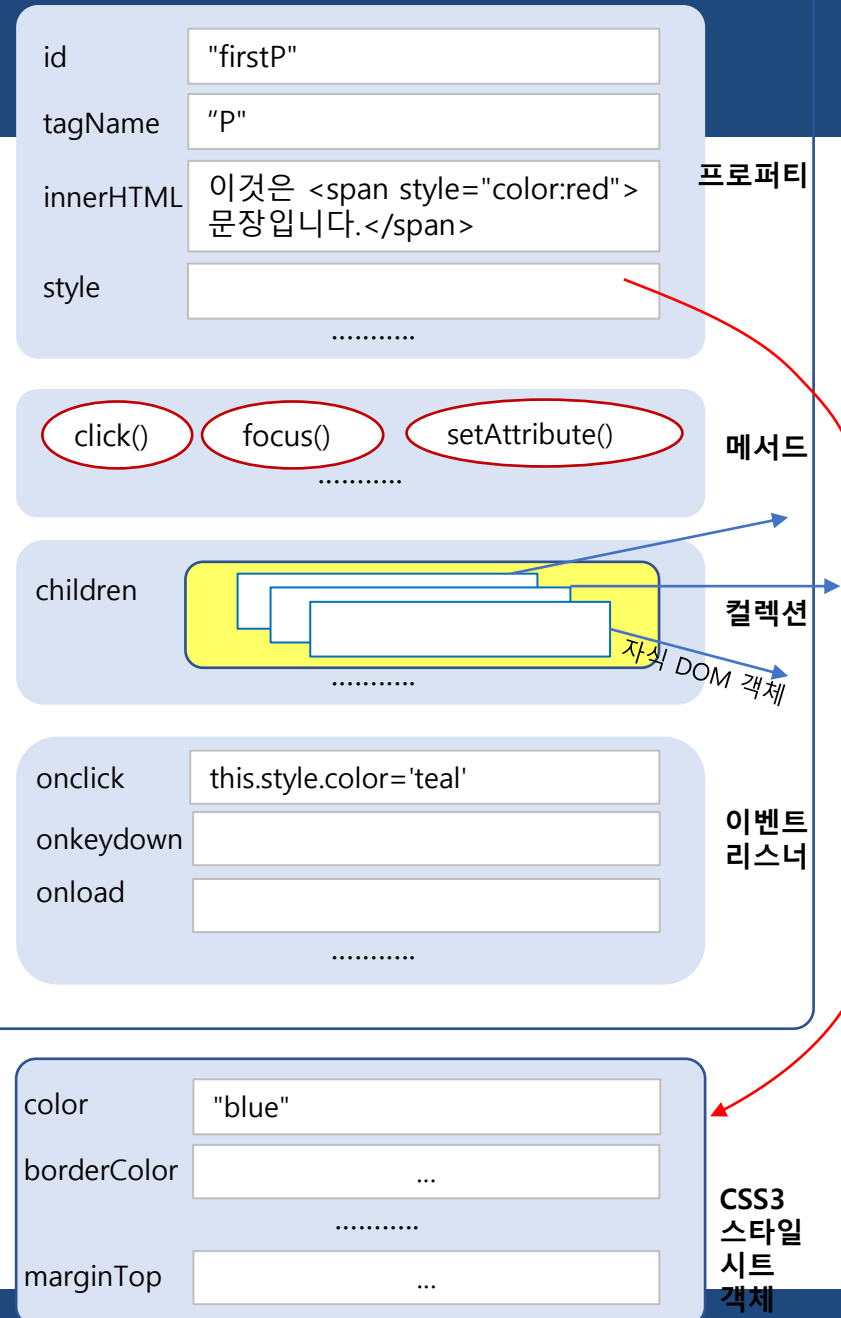 id "firstP"
tagName “P"
innerHTML 이것은 <span style="color:red">
문장입니다.</span>
프로퍼티
style
...........
click() focus() setAttribute()
메서드
...........
children
컬렉션
자식 DOM 객체
...........
onclick this.style.color='teal'
onkeydown
이벤트
리스너
onload
...........
color "blue"
borderColor ...
...........
marginTop ...
CSS3
스타일
시트
객체